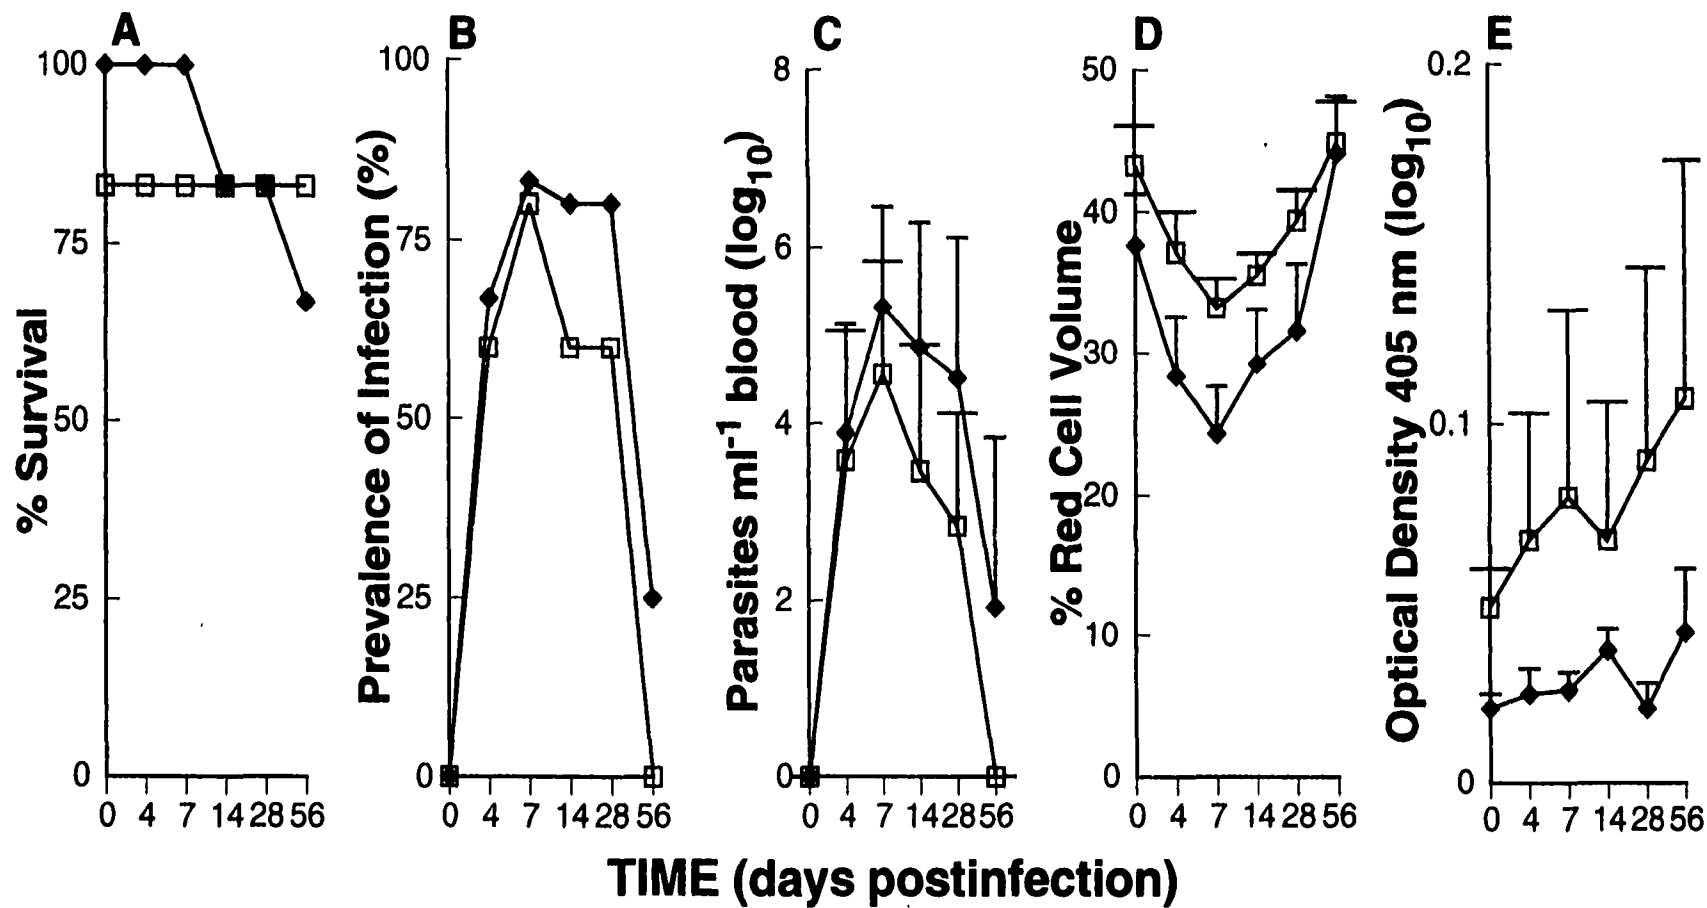 A
% Survival
100
75
50
25
0
0 4 7 14 28 56
B
Prevalence of Infection (%)
100
75
50
25
0
0 4 7 14 28 56
C
Parasites ml⁻¹ blood (log₁₀)
8
6
4
2
0
0 4 7 14 28 56
D
% Red Cell Volume
50
40
30
20
10
0
0 4 7 14 28 56
E
Optical Density 405 nm (log₁₀)
0.2
0.1
0
0 4 7 14 28 56
TIME (days postinfection)